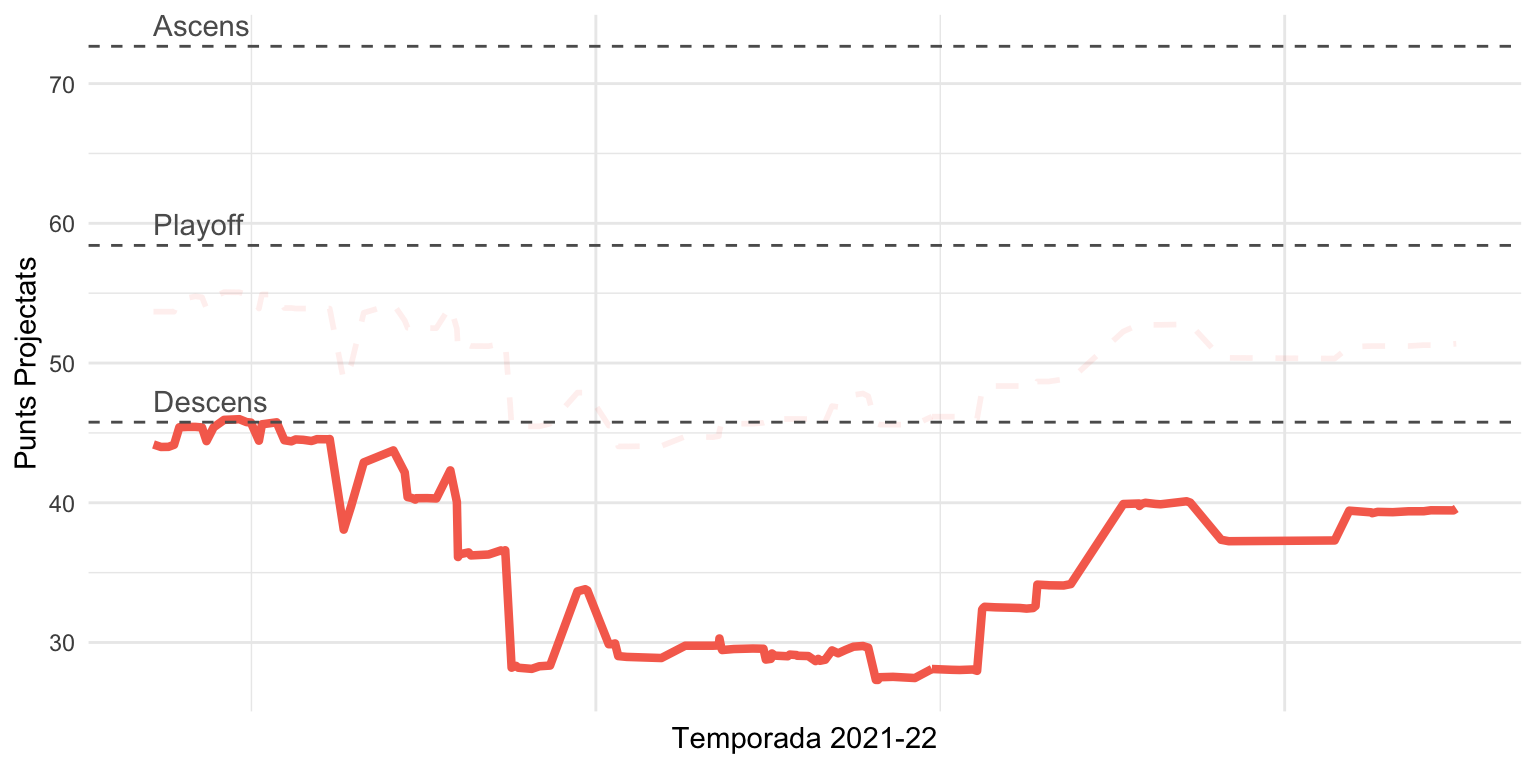 Ascens
70
60
Playoff
50
Descens
40
30
Punts Projectats
Temporada 2021-22